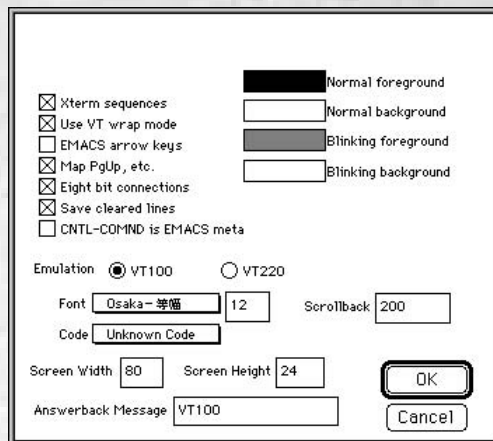 Normal foreground
Normal background
Blinking foreground
Blinking background
Xterm sequences
Use VT wrap mode
EMACS arrow keys
Map PgUp, etc.
Eight bit connections
Save cleared lines
CNTL-COMND is EMACS meta
Emulation VT100 VT220
Font Osaka-等幅 12 Scrollback 200
Code Unknown Code
Screen Width 80 Screen Height 24
Answerback Message VT100
OK
Cancel